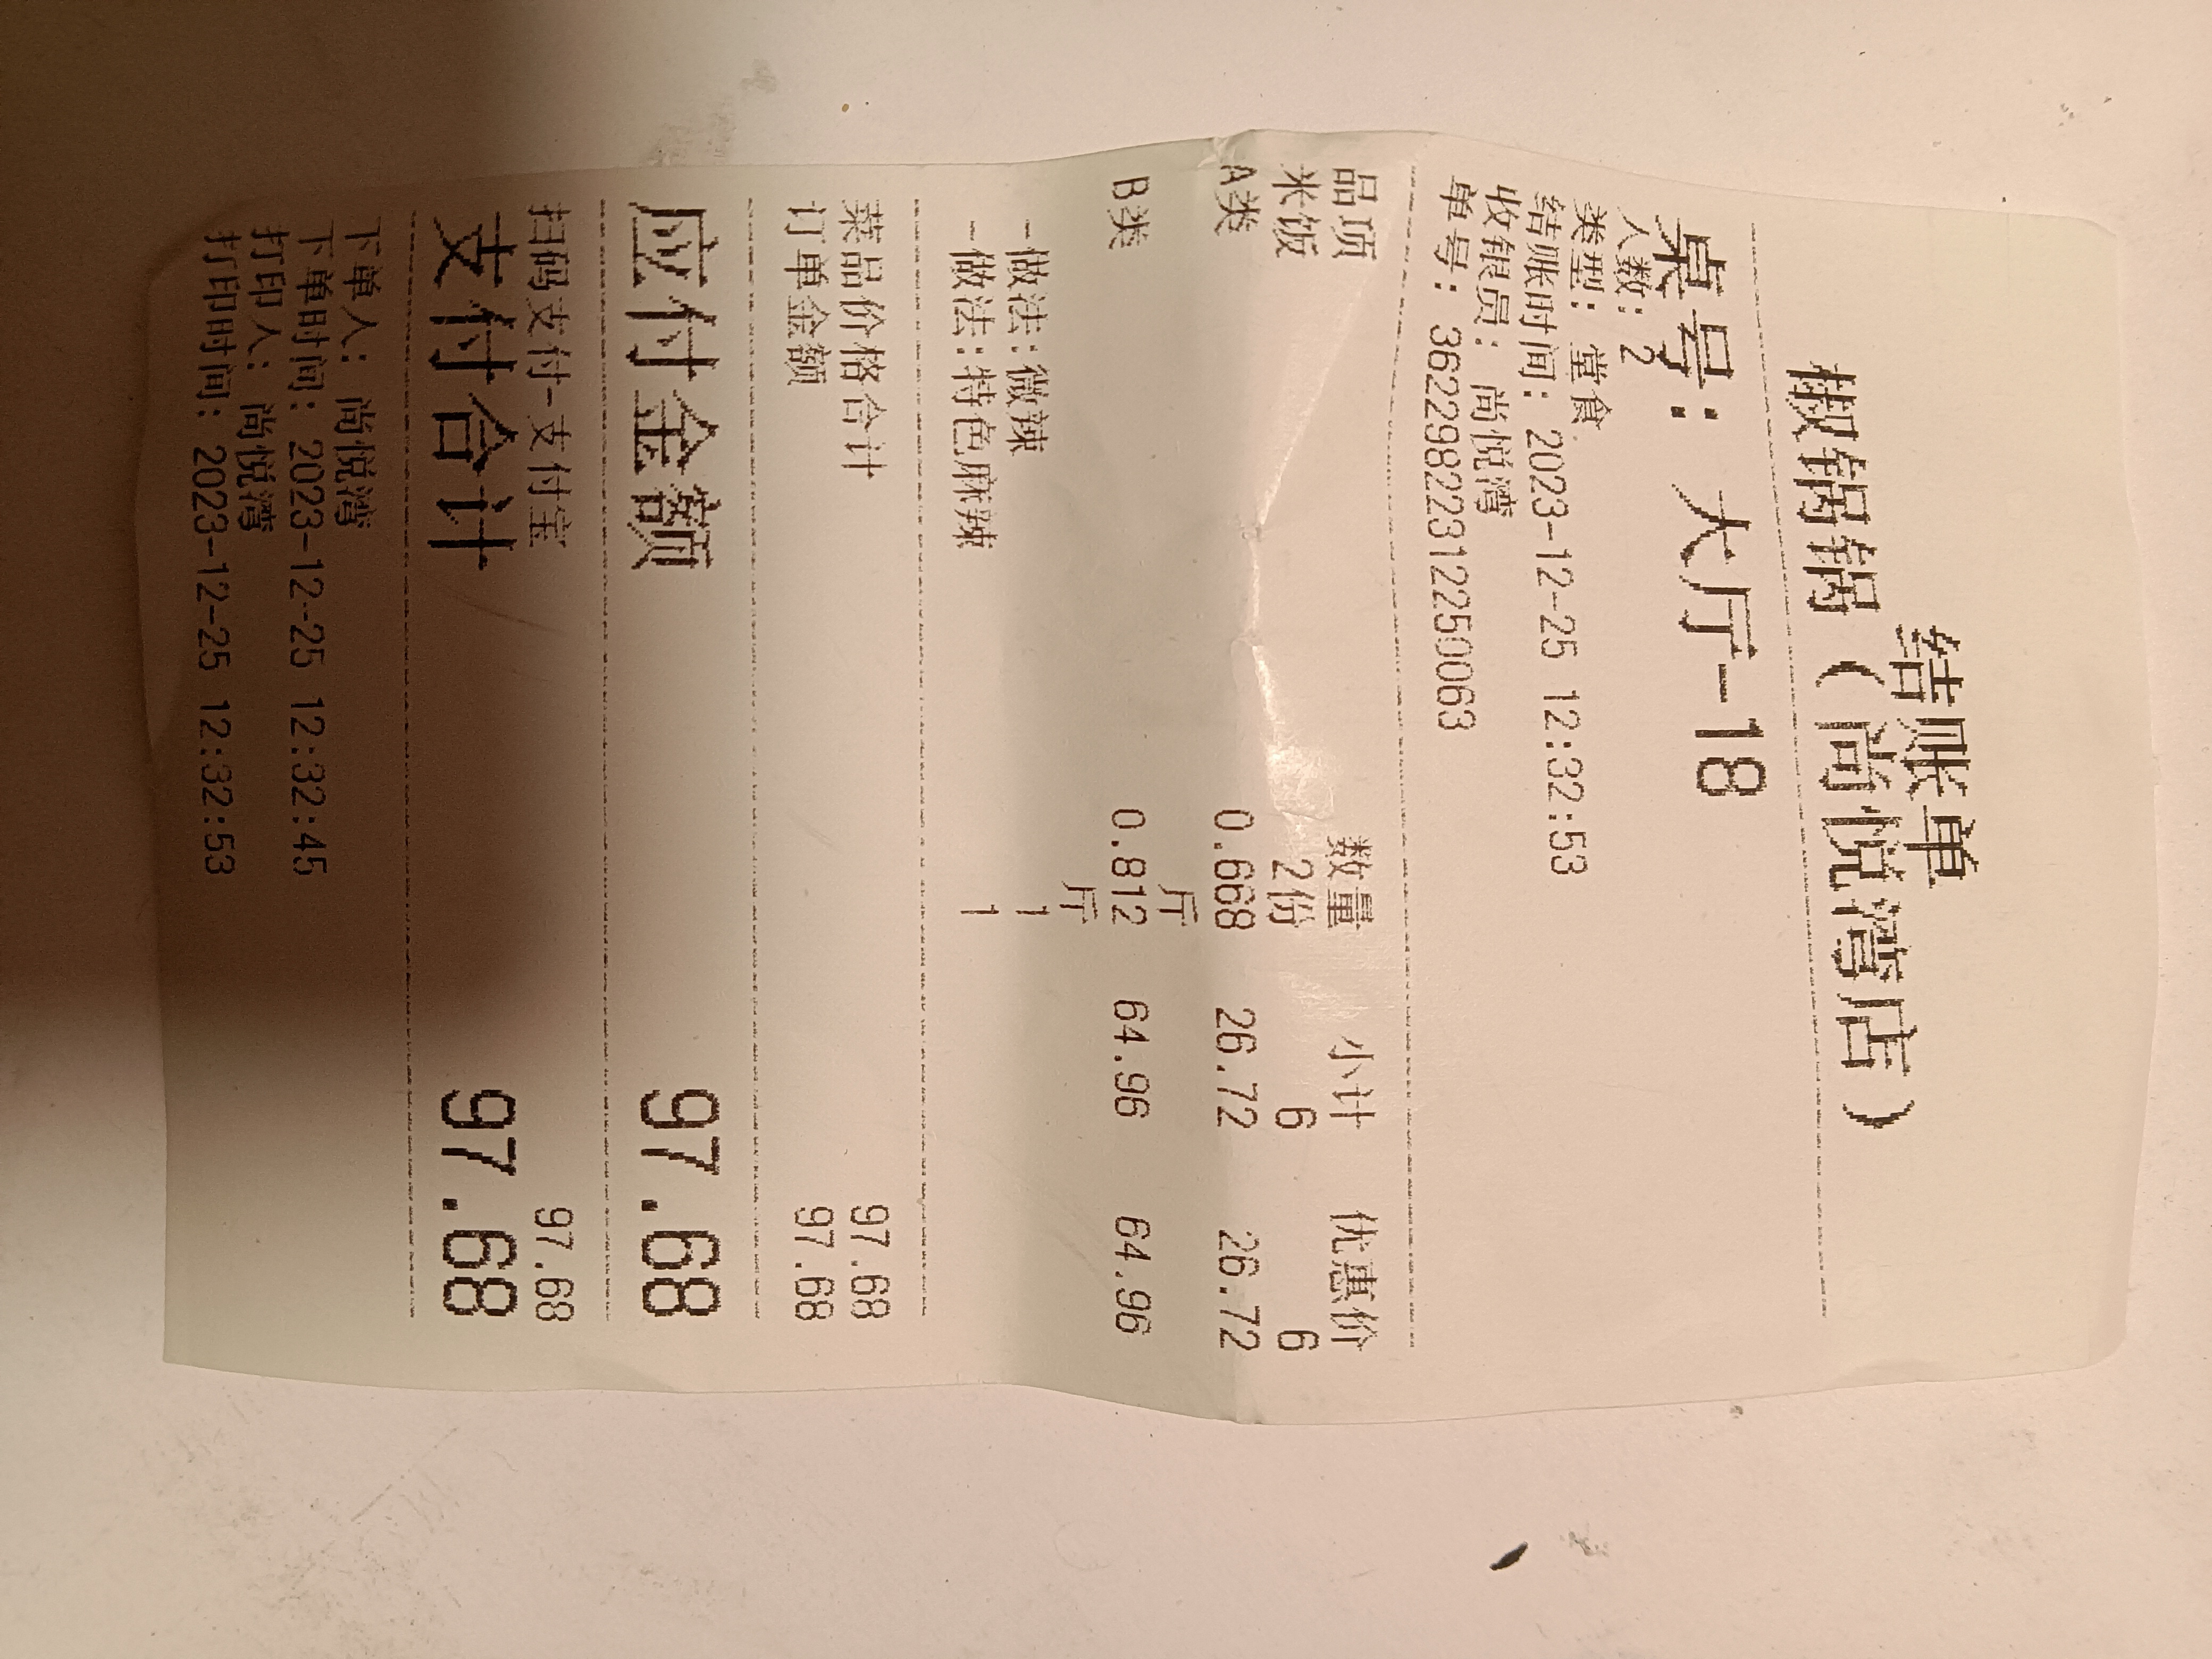 结账单
椒锅锅（尚悦湾店）
桌号：大厅-18
人数：2
类型：堂食
结账时间：2023-12-25 12:32:53
收银员：尚悦湾
单号：36229822312250063
品项 数量 小计 优惠价
米饭 2份 6 6
A类 0.668 26.72 26.72
斤
B类 0.812 64.96 64.96
斤
-做法:微辣 1
-做法:特色麻辣 1
菜品价格合计 97.68
订单金额 97.68
应付金额 97.68
扫码支付-支付宝 97.68
支付合计 97.68
下单人：尚悦湾
下单时间：2023-12-25 12:32:45
打印人：尚悦湾
打印时间：2023-12-25 12:32:53